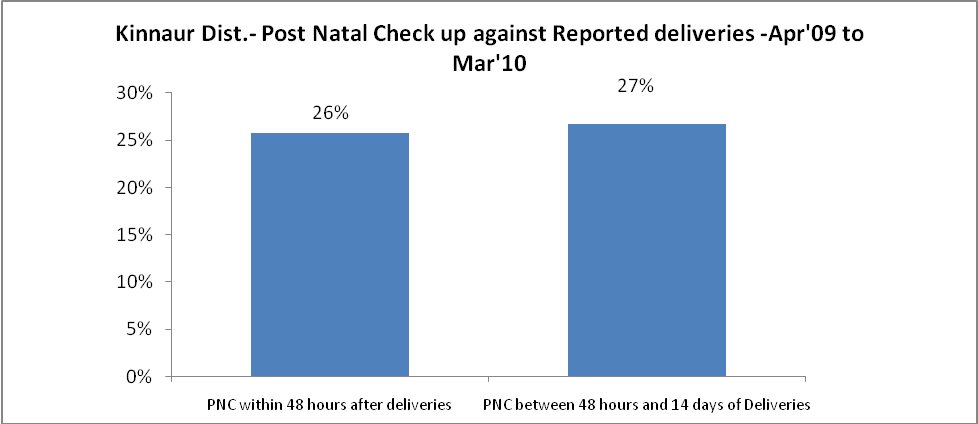 Kinnaur Dist.- Post Natal Check up against Reported deliveries -Apr'09 to
Mar'10
30%
25%
20%
15%
10%
5%
0%
26%
27%
PNC within 48 hours after deliveries
PNC between 48 hours and 14 days of Deliveries